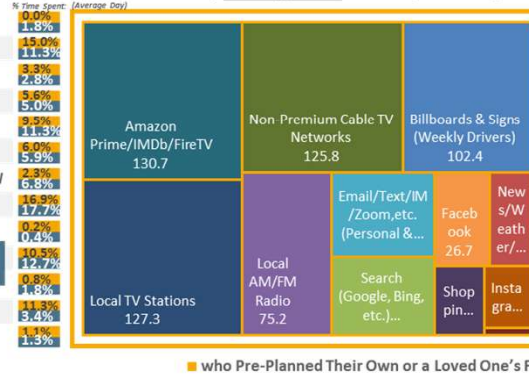 % Time Spent: (Average Day)
0.0%
1.8%
15.0%
11.3%
3.3%
2.8%
5.6%
5.0%
9.5%
11.3%
6.0%
5.9%
2.3%
6.8%
16.9%
17.7%
0.2%
0.4%
10.5%
12.7%
0.8%
1.8%
11.3%
3.4%
1.1%
1.3%
Amazon
Prime/IMDb/FireTV
130.7
Non-Premium Cable TV
Networks
125.8
Billboards & Signs
(Weekly Drivers)
102.4
Local TV Stations
127.3
Local
AM/FM
Radio
75.2
Email/Text/IM
/Zoom,etc.
(Personal &...
Faceb
ook
26.7
New
s/W
eath
er/...
Search
(Google, Bing,
etc.)...
Shop
pin...
Insta
gra...
who Pre-Planned Their Own or a Loved One's